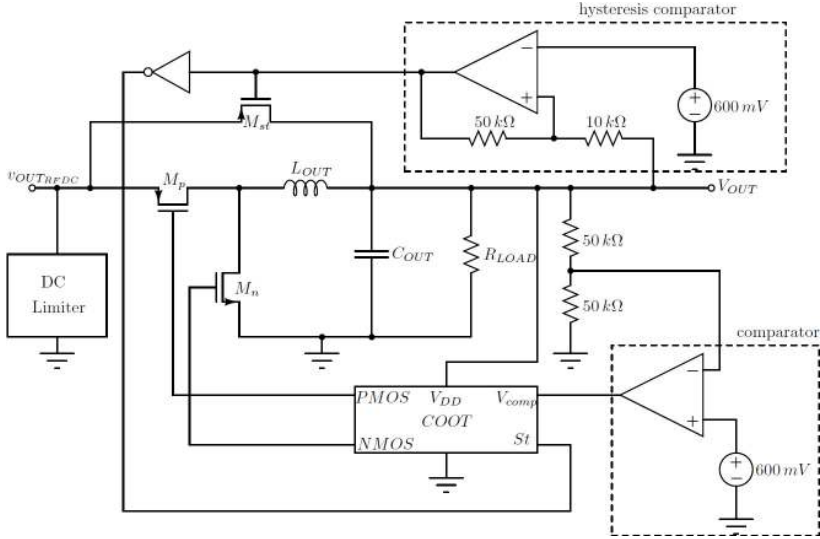 hysteresis comparator
50 kΩ
10 kΩ
600 mV
M_st
v_OUT_RFDC
M_p
L_OUT
V_OUT
DC
Limiter
M_n
C_OUT
R_LOAD
50 kΩ
50 kΩ
comparator
PMOS
V_DD
V_comp
COOT
NMOS
St
600 mV